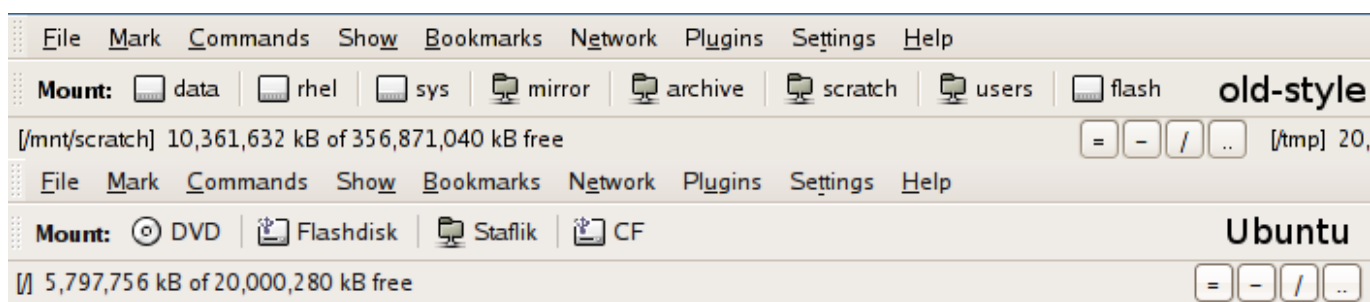 File Mark Commands Show Bookmarks Network Plugins Settings Help
Mount: data rhel sys mirror archive scratch users flash old-style
[/mnt/scratch] 10,361,632 kB of 356,871,040 kB free = - / .. [/tmp] 20,
File Mark Commands Show Bookmarks Network Plugins Settings Help
Mount: DVD Flashdisk Staflik CF Ubuntu
[/] 5,797,756 kB of 20,000,280 kB free = - / ..